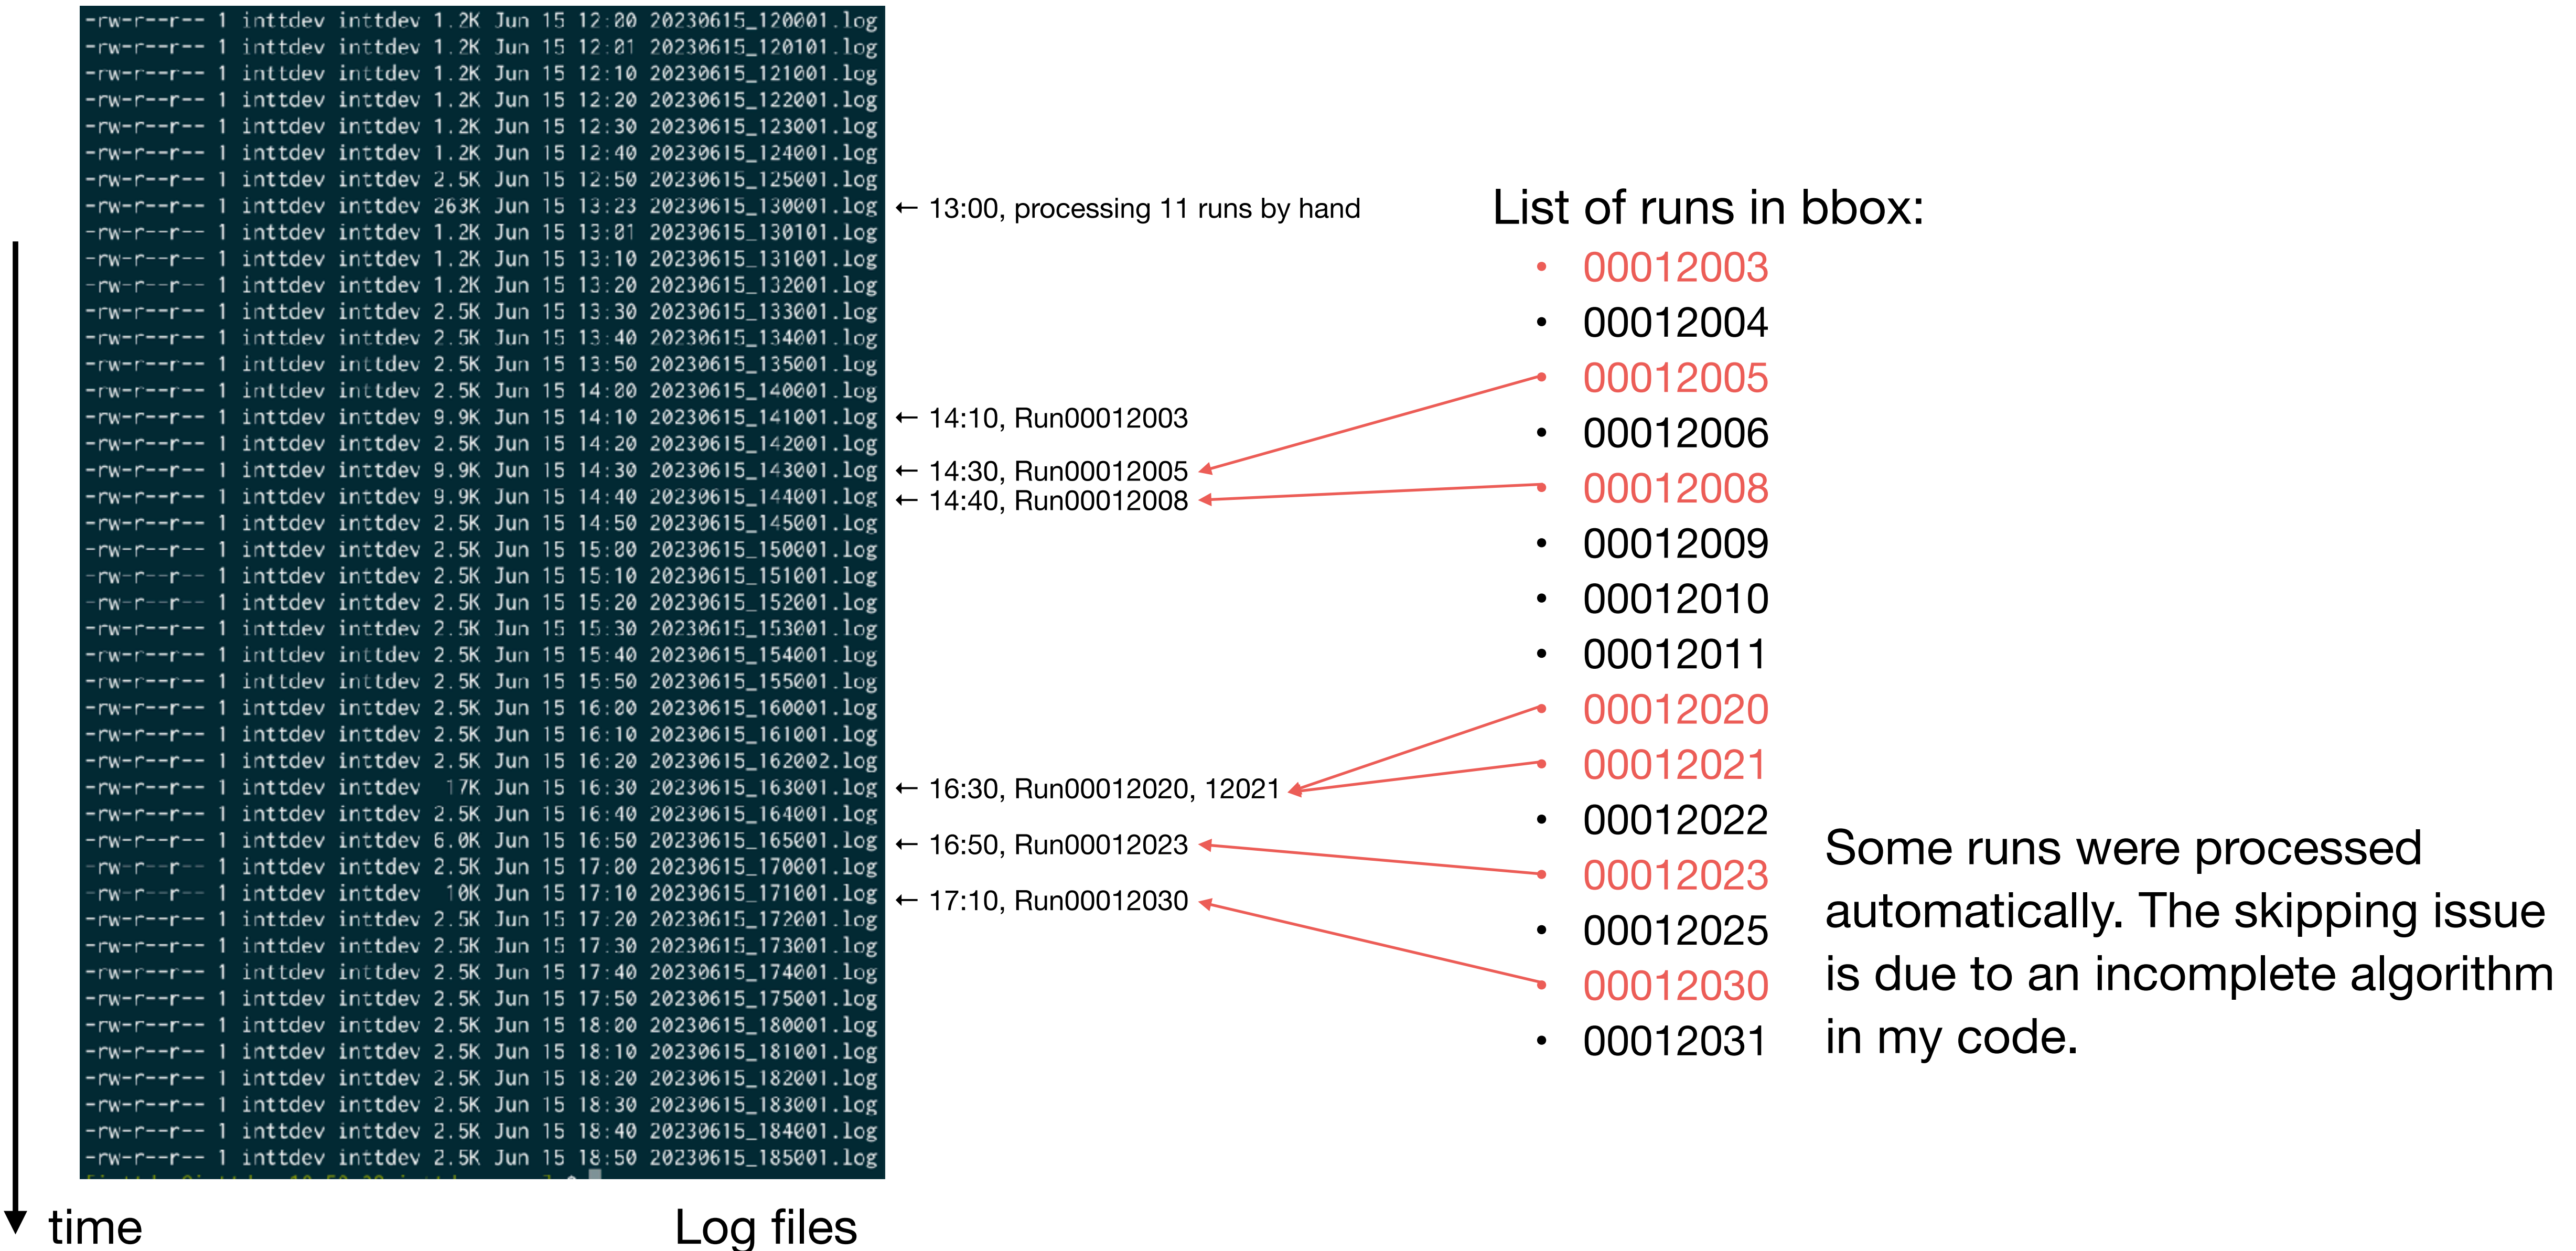 -rw-r--r-- 1 inttdev inttdev 1.2K Jun 15 12:00 20230615_120001.log
-rw-r--r-- 1 inttdev inttdev 1.2K Jun 15 12:01 20230615_120101.log
-rw-r--r-- 1 inttdev inttdev 1.2K Jun 15 12:10 20230615_121001.log
-rw-r--r-- 1 inttdev inttdev 1.2K Jun 15 12:20 20230615_122001.log
-rw-r--r-- 1 inttdev inttdev 1.2K Jun 15 12:30 20230615_123001.log
-rw-r--r-- 1 inttdev inttdev 1.2K Jun 15 12:40 20230615_124001.log
-rw-r--r-- 1 inttdev inttdev 2.5K Jun 15 12:50 20230615_125001.log
-rw-r--r-- 1 inttdev inttdev 263K Jun 15 13:23 20230615_130001.log
-rw-r--r-- 1 inttdev inttdev 1.2K Jun 15 13:01 20230615_130101.log
-rw-r--r-- 1 inttdev inttdev 1.2K Jun 15 13:10 20230615_131001.log
-rw-r--r-- 1 inttdev inttdev 1.2K Jun 15 13:20 20230615_132001.log
-rw-r--r-- 1 inttdev inttdev 2.5K Jun 15 13:30 20230615_133001.log
-rw-r--r-- 1 inttdev inttdev 2.5K Jun 15 13:40 20230615_134001.log
-rw-r--r-- 1 inttdev inttdev 2.5K Jun 15 13:50 20230615_135001.log
-rw-r--r-- 1 inttdev inttdev 2.5K Jun 15 14:00 20230615_140001.log
-rw-r--r-- 1 inttdev inttdev 9.9K Jun 15 14:10 20230615_141001.log
-rw-r--r-- 1 inttdev inttdev 2.5K Jun 15 14:20 20230615_142001.log
-rw-r--r-- 1 inttdev inttdev 9.9K Jun 15 14:30 20230615_143001.log
-rw-r--r-- 1 inttdev inttdev 9.9K Jun 15 14:40 20230615_144001.log
-rw-r--r-- 1 inttdev inttdev 2.5K Jun 15 14:50 20230615_145001.log
-rw-r--r-- 1 inttdev inttdev 2.5K Jun 15 15:00 20230615_150001.log
-rw-r--r-- 1 inttdev inttdev 2.5K Jun 15 15:10 20230615_151001.log
-rw-r--r-- 1 inttdev inttdev 2.5K Jun 15 15:20 20230615_152001.log
-rw-r--r-- 1 inttdev inttdev 2.5K Jun 15 15:30 20230615_153001.log
-rw-r--r-- 1 inttdev inttdev 2.5K Jun 15 15:40 20230615_154001.log
-rw-r--r-- 1 inttdev inttdev 2.5K Jun 15 15:50 20230615_155001.log
-rw-r--r-- 1 inttdev inttdev 2.5K Jun 15 16:00 20230615_160001.log
-rw-r--r-- 1 inttdev inttdev 2.5K Jun 15 16:10 20230615_161001.log
-rw-r--r-- 1 inttdev inttdev 2.5K Jun 15 16:20 20230615_162002.log
-rw-r--r-- 1 inttdev inttdev 17K Jun 15 16:30 20230615_163001.log
-rw-r--r-- 1 inttdev inttdev 2.5K Jun 15 16:40 20230615_164001.log
-rw-r--r-- 1 inttdev inttdev 6.0K Jun 15 16:50 20230615_165001.log
-rw-r--r-- 1 inttdev inttdev 2.5K Jun 15 17:00 20230615_170001.log
-rw-r--r-- 1 inttdev inttdev 10K Jun 15 17:10 20230615_171001.log
-rw-r--r-- 1 inttdev inttdev 2.5K Jun 15 17:20 20230615_172001.log
-rw-r--r-- 1 inttdev inttdev 2.5K Jun 15 17:30 20230615_173001.log
-rw-r--r-- 1 inttdev inttdev 2.5K Jun 15 17:40 20230615_174001.log
-rw-r--r-- 1 inttdev inttdev 2.5K Jun 15 17:50 20230615_175001.log
-rw-r--r-- 1 inttdev inttdev 2.5K Jun 15 18:00 20230615_180001.log
-rw-r--r-- 1 inttdev inttdev 2.5K Jun 15 18:10 20230615_181001.log
-rw-r--r-- 1 inttdev inttdev 2.5K Jun 15 18:20 20230615_182001.log
-rw-r--r-- 1 inttdev inttdev 2.5K Jun 15 18:30 20230615_183001.log
-rw-r--r-- 1 inttdev inttdev 2.5K Jun 15 18:40 20230615_184001.log
-rw-r--r-- 1 inttdev inttdev 2.5K Jun 15 18:50 20230615_185001.log
time
Log files
← 13:00, processing 11 runs by hand
← 14:10, Run00012003
← 14:30, Run00012005
← 14:40, Run00012008
← 16:30, Run00012020, 12021
← 16:50, Run00012023
← 17:10, Run00012030
List of runs in bbox:
• 00012003
• 00012004
• 00012005
• 00012006
• 00012008
• 00012009
• 00012010
• 00012011
• 00012020
• 00012021
• 00012022
• 00012023
• 00012025
• 00012030
• 00012031
Some runs were processed
automatically. The skipping issue
is due to an incomplete algorithm
in my code.